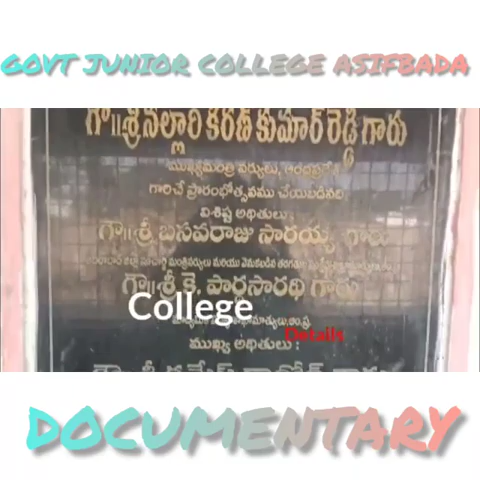 GOVT JUNIOR COLLEGE ASIFBADA
గౌ॥శ్రీ నల్లారి కిరణ్ కుమార్ రెడ్డి గారు
ముఖ్యమంత్రి వర్యులు, ఆంధ్రప్రదేశ్
గారిచే ప్రారంభోత్సవము చేయబడినది
విశిష్ట అతిథులు :
గౌ॥శ్రీ బసవరాజు సారయ్య గారు
గౌ॥శ్రీ కె. పార్థసారథి గారు
College
Details
ముఖ్య అతిథులు :
DOCUMENTARY